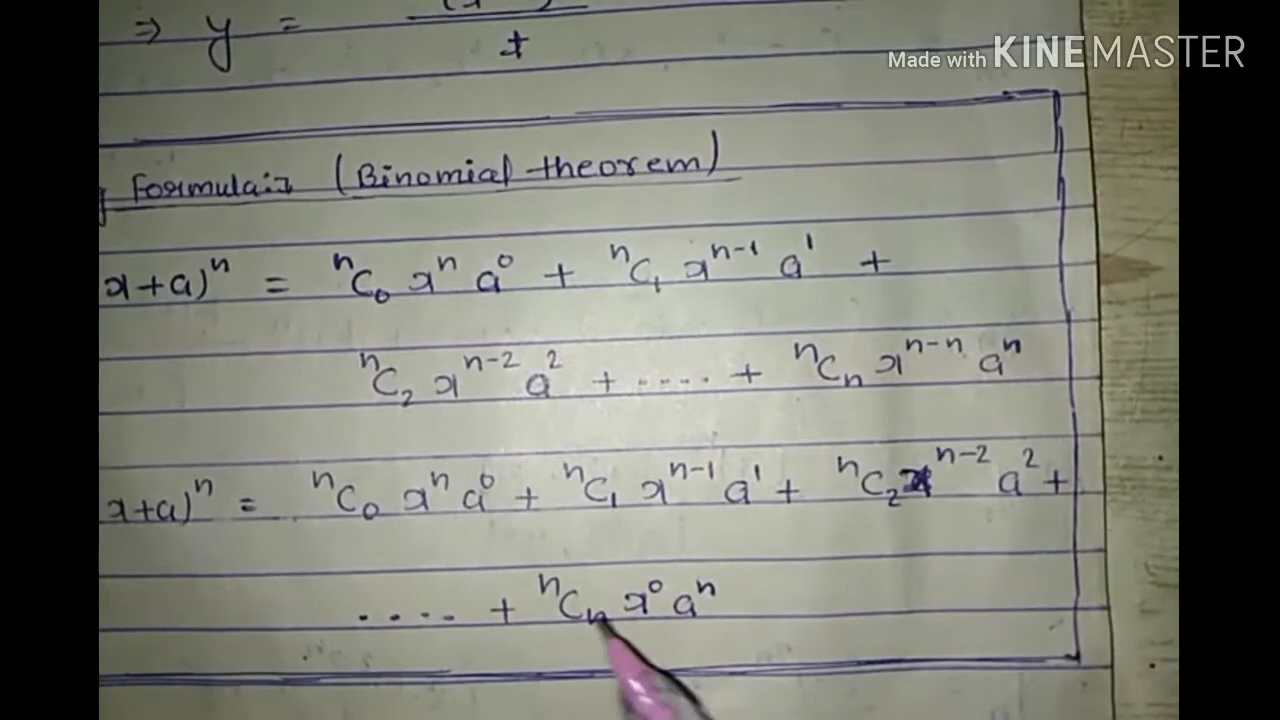 ⇒ y =
t
Made with KINEMASTER
Formula:⇒ (Binomial theorem)
x+a)ⁿ = ⁿC₀ xⁿ a⁰ + ⁿC₁ xⁿ⁻¹ a¹ +
ⁿC₂ xⁿ⁻² a² + .... + ⁿCₙ xⁿ⁻ⁿ aⁿ
x+a)ⁿ = ⁿC₀ xⁿ a⁰ + ⁿC₁ xⁿ⁻¹ a¹ + ⁿC₂ xⁿ⁻² a² +
.... + ⁿCₙ x⁰ aⁿ